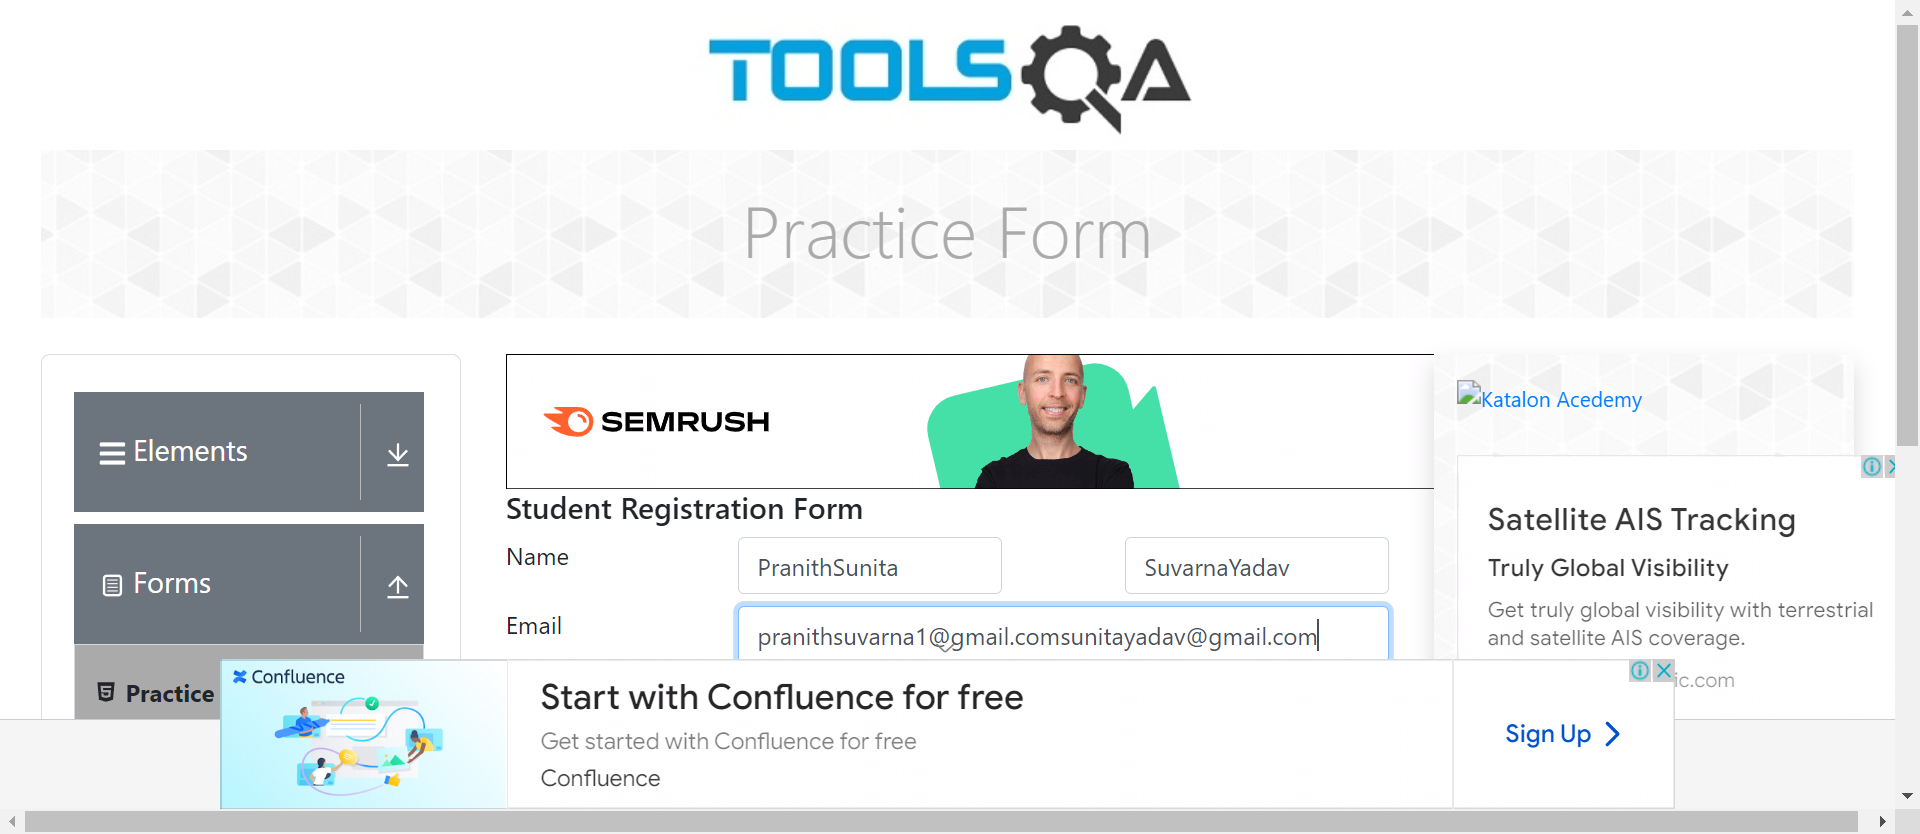 TOOLSQA
Practice Form
Elements
Forms
Practice
SEMRUSH
Student Registration Form
Name
PranithSunita
SuvarnaYadav
Email
pranithsuvarna1@gmail.comsunitayadav@gmail.com
Katalon Acedemy
Satellite AIS Tracking
Truly Global Visibility
Get truly global visibility with terrestrial
and satellite AIS coverage.
ic.com
Confluence
Start with Confluence for free
Get started with Confluence for free
Confluence
Sign Up